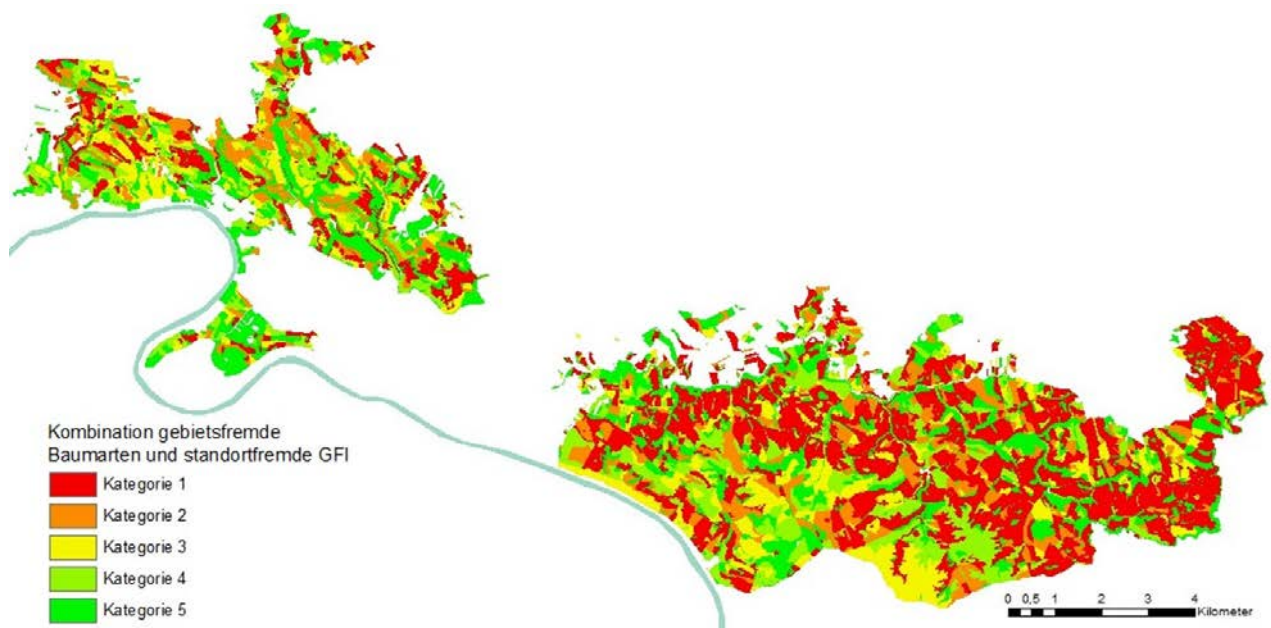 Kombination gebietsfremde
Baumarten und standortfremde GFI
Kategorie 1
Kategorie 2
Kategorie 3
Kategorie 4
Kategorie 5
0 0,5 1 2 3 4
Kilometer